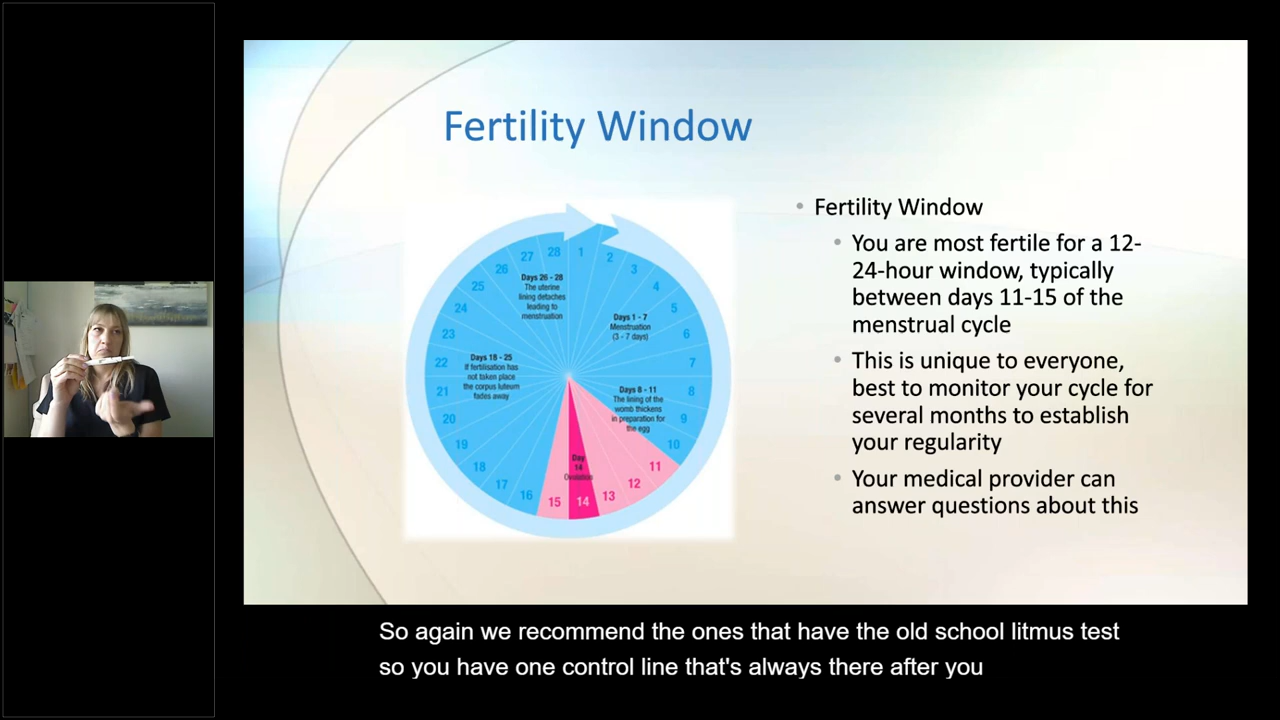 Fertility Window
27
28
1
2
26
3
25
Days 26 - 28
The uterine
lining detaches
leading to
menstruation
4
24
5
Days 1 - 7
Menstruation
(3 - 7 days)
23
6
22
Days 18 - 25
If fertilisation has
not taken place
the corpus luteum
fades away
7
21
8
Days 8 - 11
The lining of the
womb thickens
in preparation for
the egg
20
9
19
10
18
11
Day
14
Ovulation
17
12
16
15
14
13
• Fertility Window
• You are most fertile for a 12-
24-hour window, typically
between days 11-15 of the
menstrual cycle
• This is unique to everyone,
best to monitor your cycle for
several months to establish
your regularity
• Your medical provider can
answer questions about this
So again we recommend the ones that have the old school litmus test
so you have one control line that's always there after you